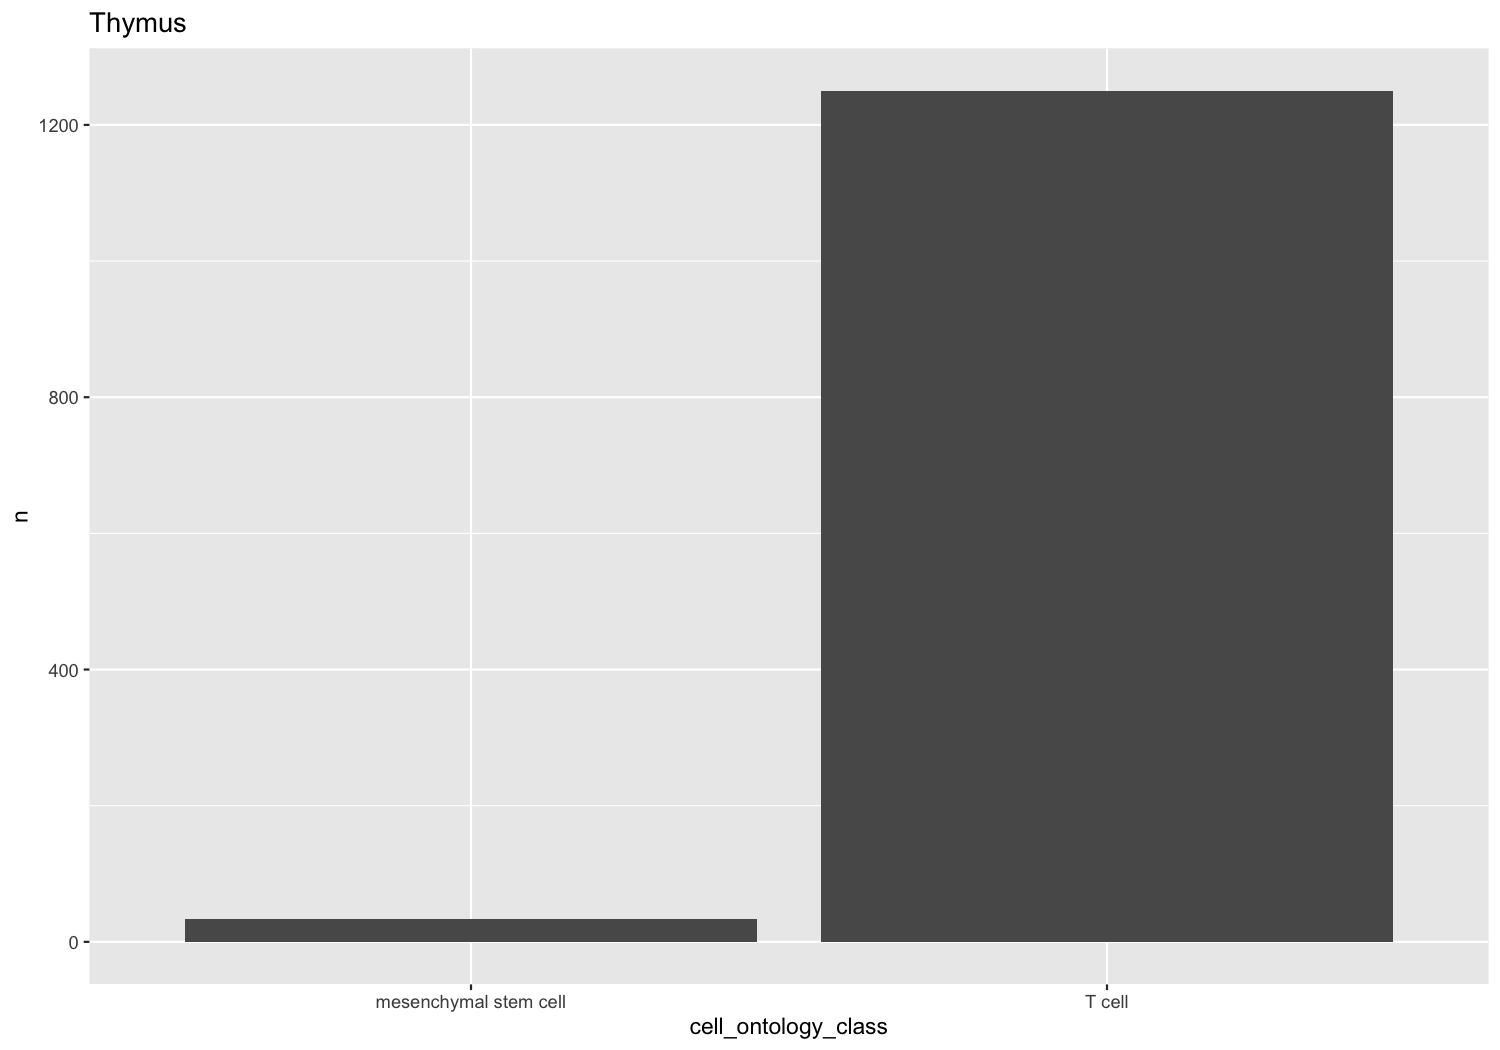 Thymus
1200
800
400
0
n
mesenchymal stem cell
T cell
cell_ontology_class